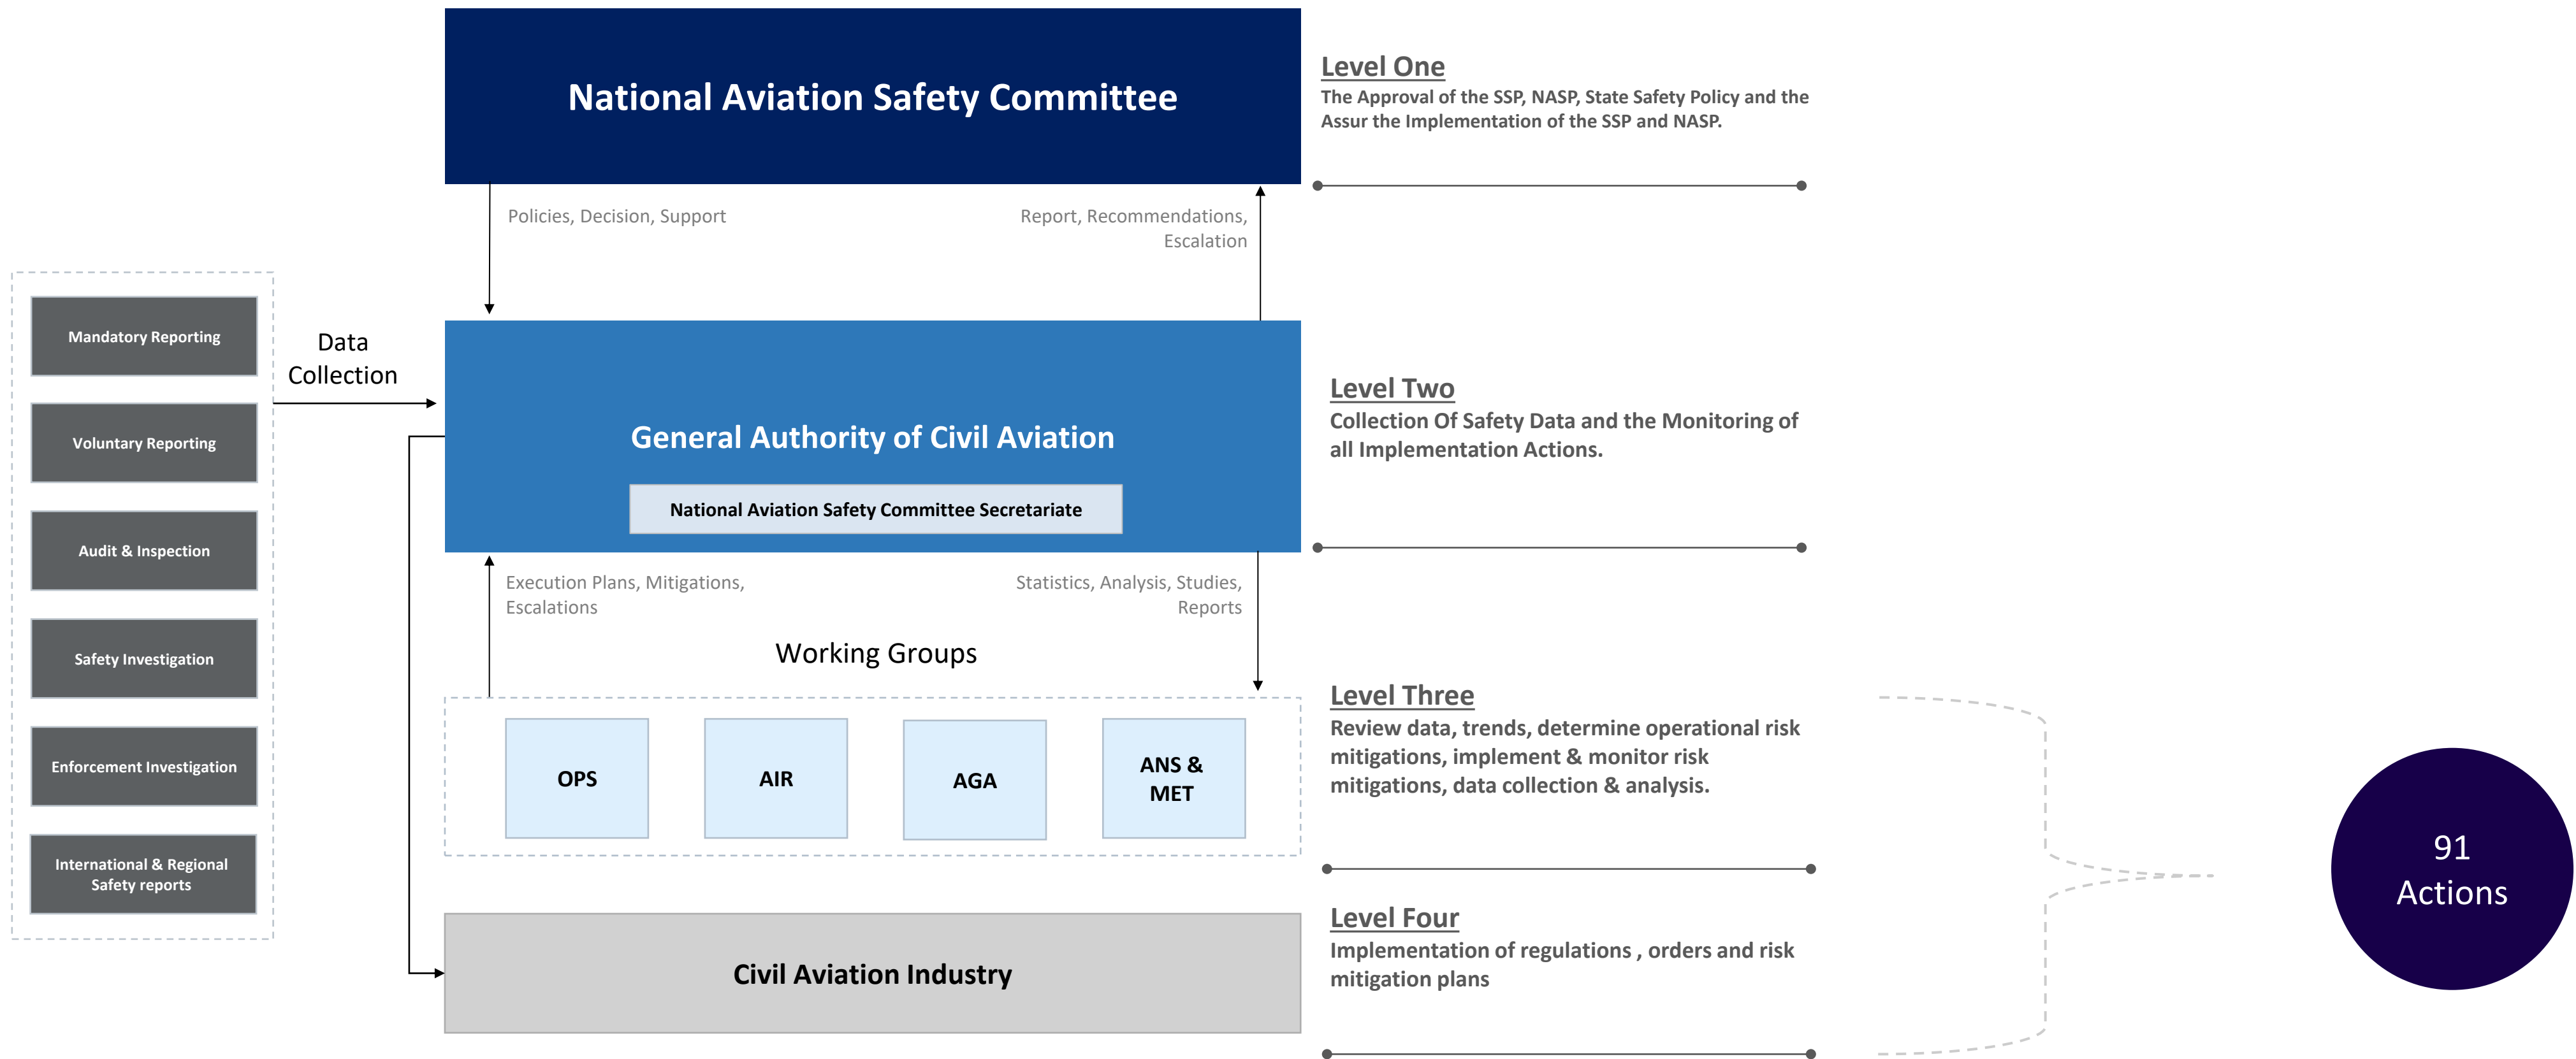 National Aviation Safety Committee
Level One
The Approval of the SSP, NASP, State Safety Policy and the
Assur the Implementation of the SSP and NASP.
Policies, Decision, Support
Report, Recommendations,
Escalation
Mandatory Reporting
Voluntary Reporting
Audit & Inspection
Safety Investigation
Enforcement Investigation
International & Regional
Safety reports
Data
Collection
General Authority of Civil Aviation
National Aviation Safety Committee Secretariate
Level Two
Collection Of Safety Data and the Monitoring of
all Implementation Actions.
Execution Plans, Mitigations,
Escalations
Statistics, Analysis, Studies,
Reports
Working Groups
OPS
AIR
AGA
ANS &
MET
Level Three
Review data, trends, determine operational risk
mitigations, implement & monitor risk
mitigations, data collection & analysis.
Civil Aviation Industry
Level Four
Implementation of regulations , orders and risk
mitigation plans
91
Actions